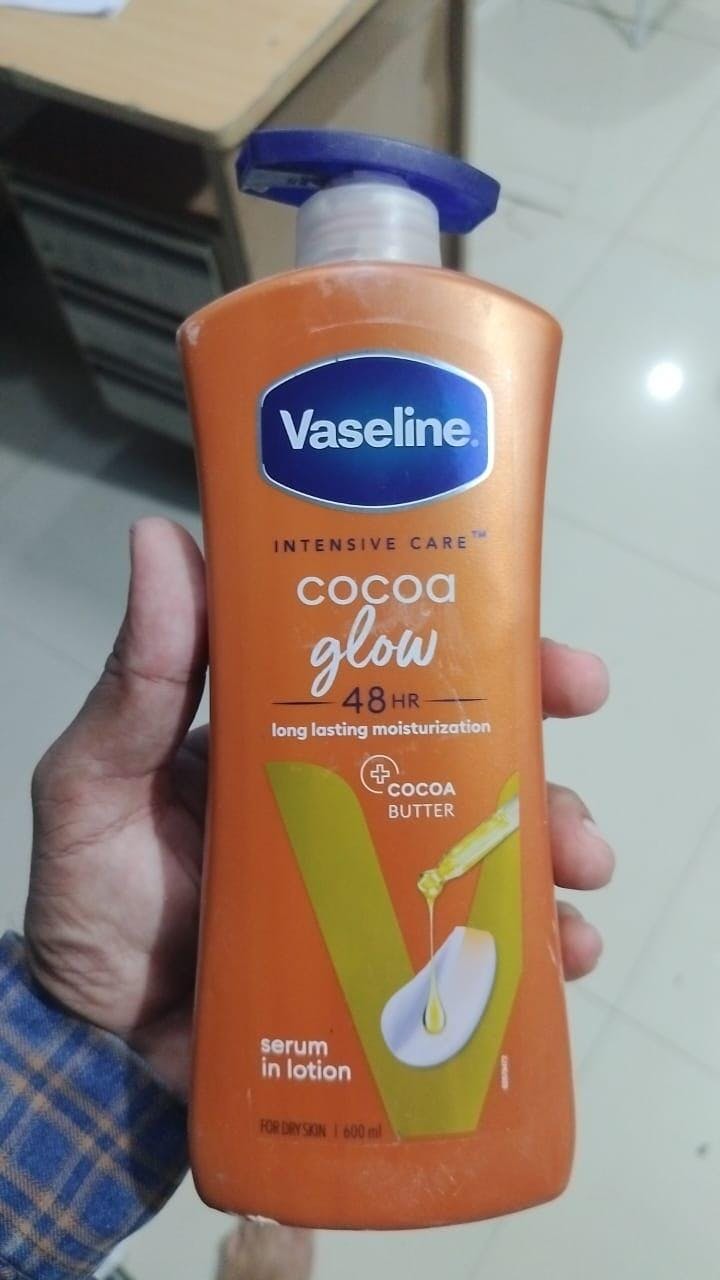 Vaseline®
INTENSIVE CARE™
cocoa
glow
48 HR
long lasting moisturization
COCOA
BUTTER
serum
in lotion
FOR DRY SKIN | 600 ml